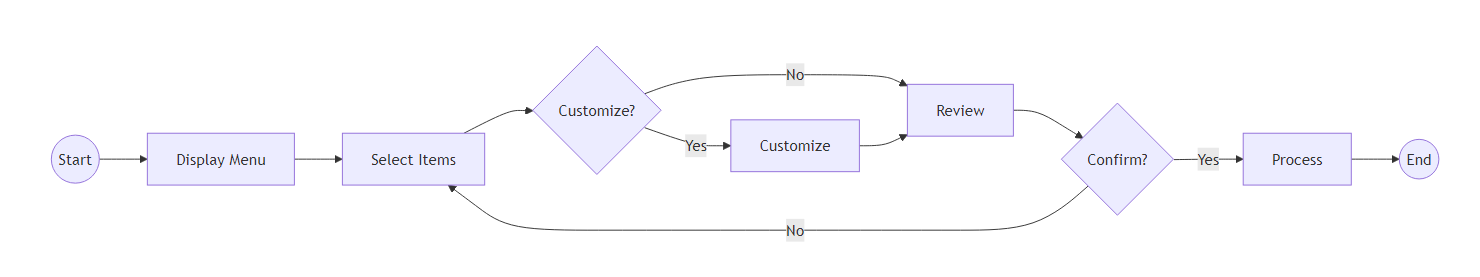 Start
Display Menu
Select Items
Customize?
No
Yes
Customize
Review
Confirm?
Yes
Process
End
No